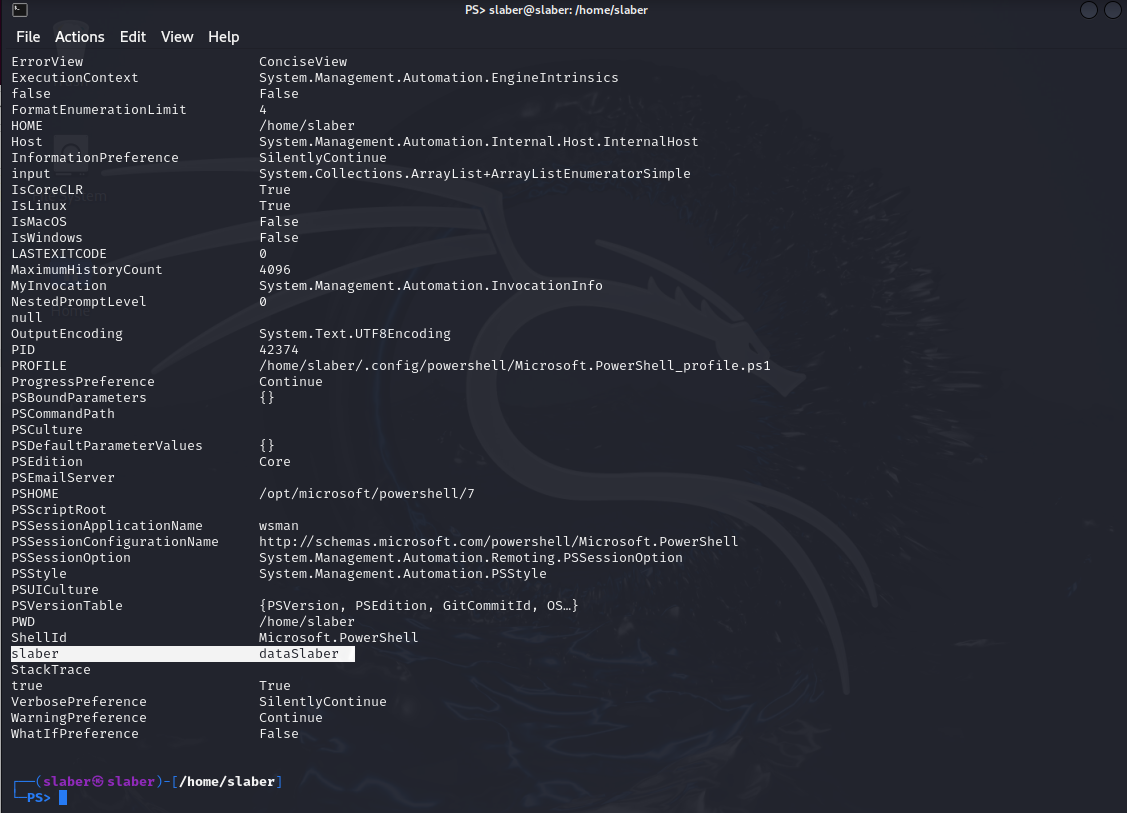 PS> slaber@slaber: /home/slaber
File Actions Edit View Help
ErrorView ConciseView
ExecutionContext System.Management.Automation.EngineIntrinsics
false False
FormatEnumerationLimit 4
HOME /home/slaber
Host System.Management.Automation.Internal.Host.InternalHost
InformationPreference SilentlyContinue
input System.Collections.ArrayList+ArrayListEnumeratorSimple
IsCoreCLR True
IsLinux True
IsMacOS False
IsWindows False
LASTEXITCODE 0
MaximumHistoryCount 4096
MyInvocation System.Management.Automation.InvocationInfo
NestedPromptLevel 0
null
OutputEncoding System.Text.UTF8Encoding
PID 42374
PROFILE /home/slaber/.config/powershell/Microsoft.PowerShell_profile.ps1
ProgressPreference Continue
PSBoundParameters {}
PSCommandPath
PSCulture
PSDefaultParameterValues {}
PSEdition Core
PSEmailServer
PSHOME /opt/microsoft/powershell/7
PSScriptRoot
PSSessionApplicationName wsman
PSSessionConfigurationName http://schemas.microsoft.com/powershell/Microsoft.PowerShell
PSSessionOption System.Management.Automation.Remoting.PSSessionOption
PSStyle System.Management.Automation.PSStyle
PSUICulture
PSVersionTable {PSVersion, PSEdition, GitCommitId, OS…}
PWD /home/slaber
ShellId Microsoft.PowerShell
slaber dataSlaber
StackTrace
true True
VerbosePreference SilentlyContinue
WarningPreference Continue
WhatIfPreference False
┌──(slaber㉿slaber)-[/home/slaber]
└─PS>